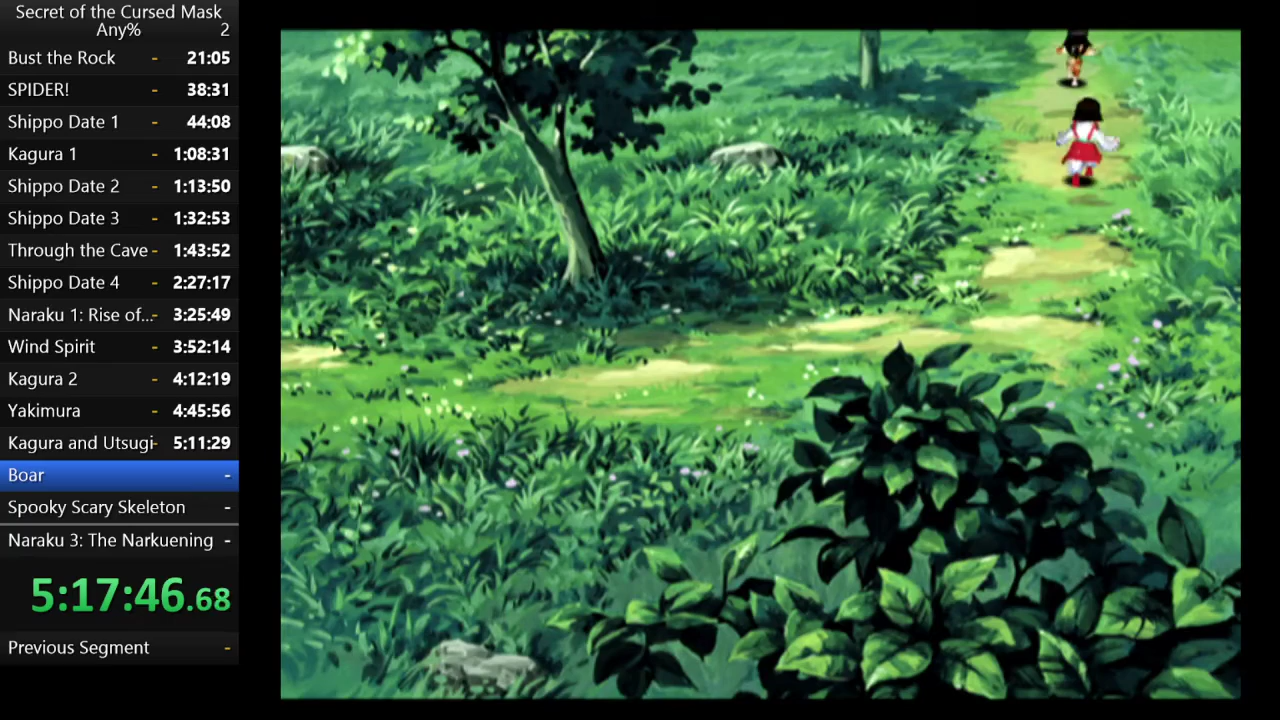 Secret of the Cursed Mask
Any% 2
Bust the Rock - 21:05
SPIDER! - 38:31
Shippo Date 1 - 44:08
Kagura 1 - 1:08:31
Shippo Date 2 - 1:13:50
Shippo Date 3 - 1:32:53
Through the Cave - 1:43:52
Shippo Date 4 - 2:27:17
Naraku 1: Rise of... - 3:25:49
Wind Spirit - 3:52:14
Kagura 2 - 4:12:19
Yakimura - 4:45:56
Kagura and Utsugi - 5:11:29
Boar -
Spooky Scary Skeleton -
Naraku 3: The Narkuening -
5:17:46.68
Previous Segment -